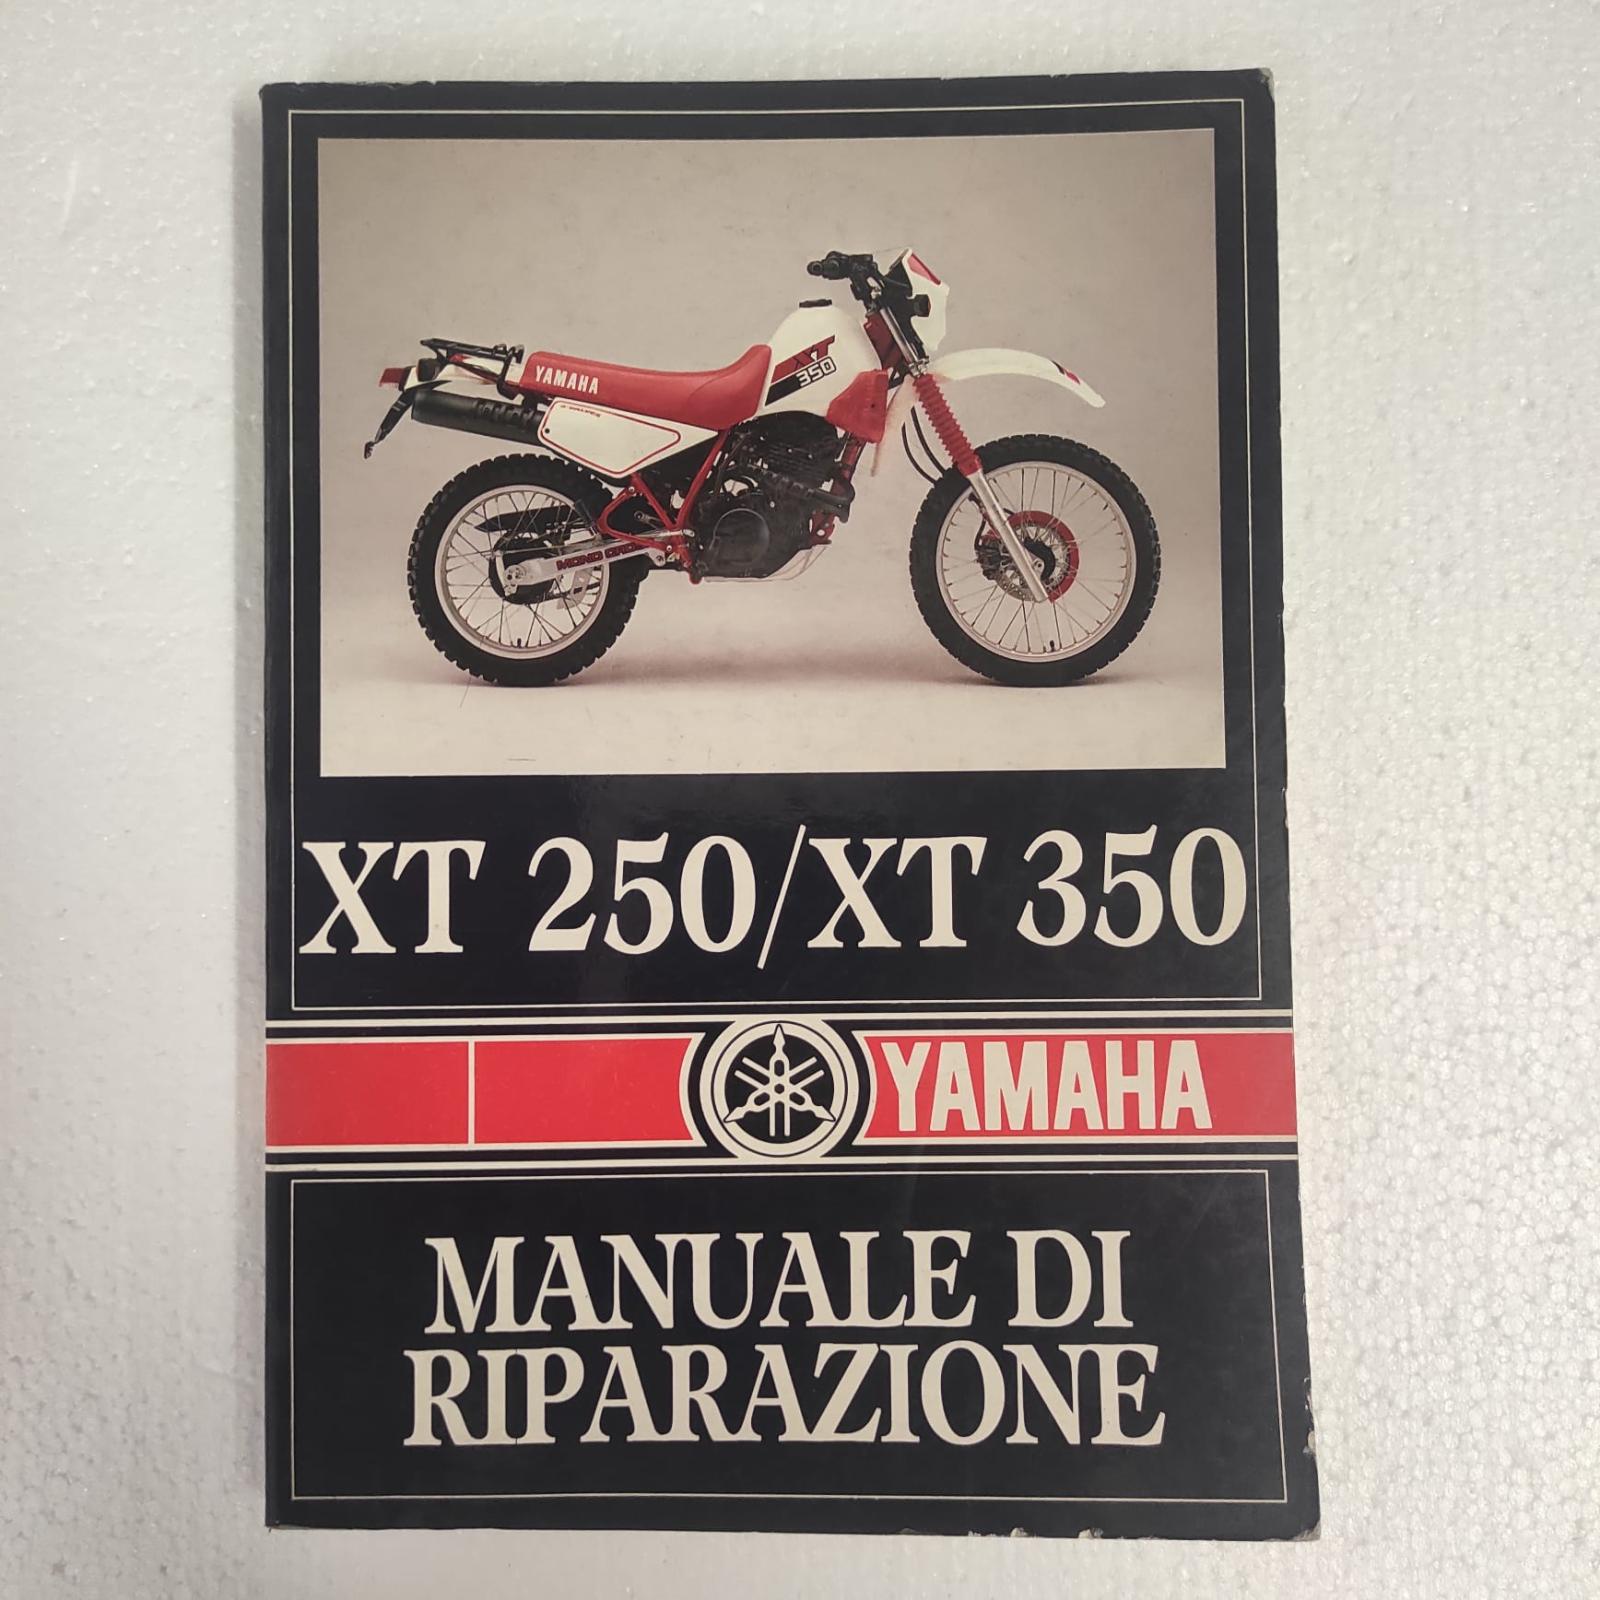 YAMAHA
XT
350
XT 250/XT 350
YAMAHA
MANUALE DI
RIPARAZIONE